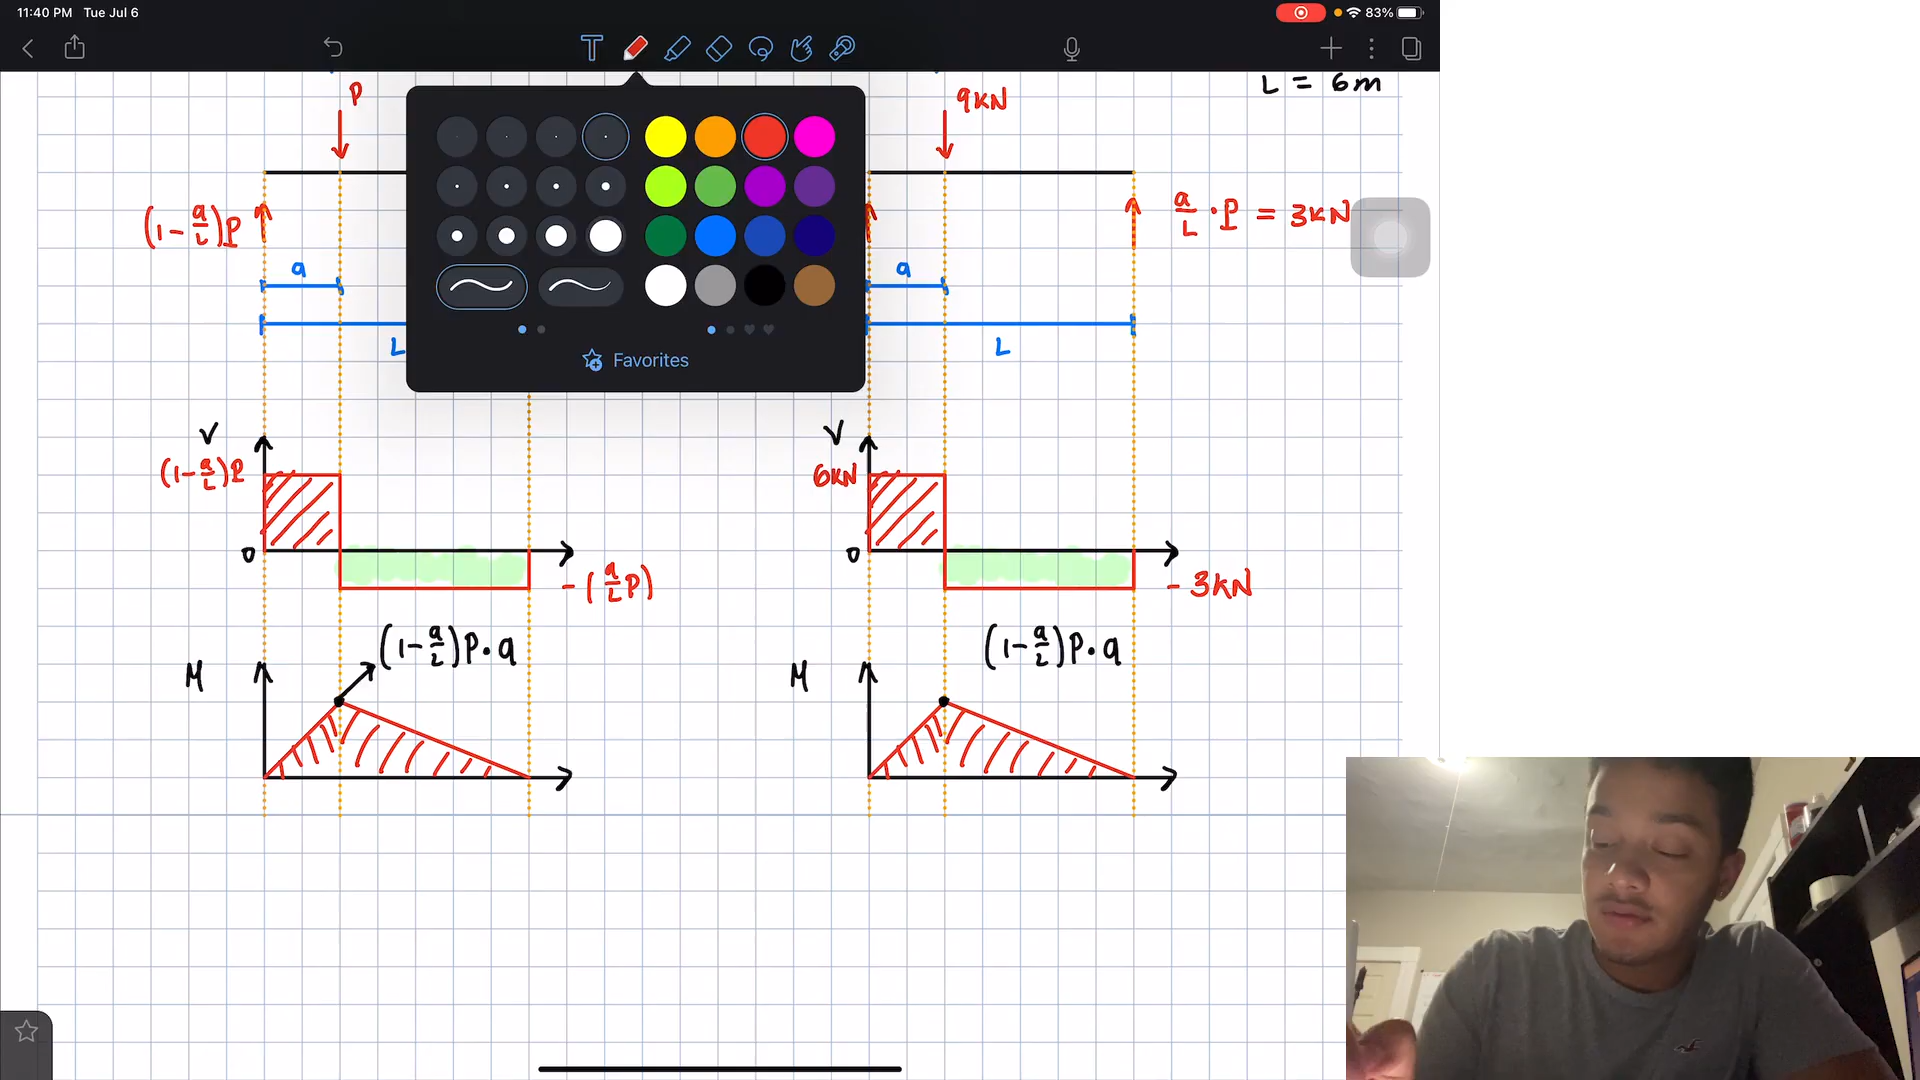 11:40 PM Tue Jul 6
83%
T
L = 6m
P
9KN
(1-a/L)P
a/L · P = 3KN
a
a
L
L
Favorites
V
V
(1-a/L)P
6KN
0
0
-(a/L P)
- 3KN
(1-a/L)P·a
(1-a/L)P·a
M
M